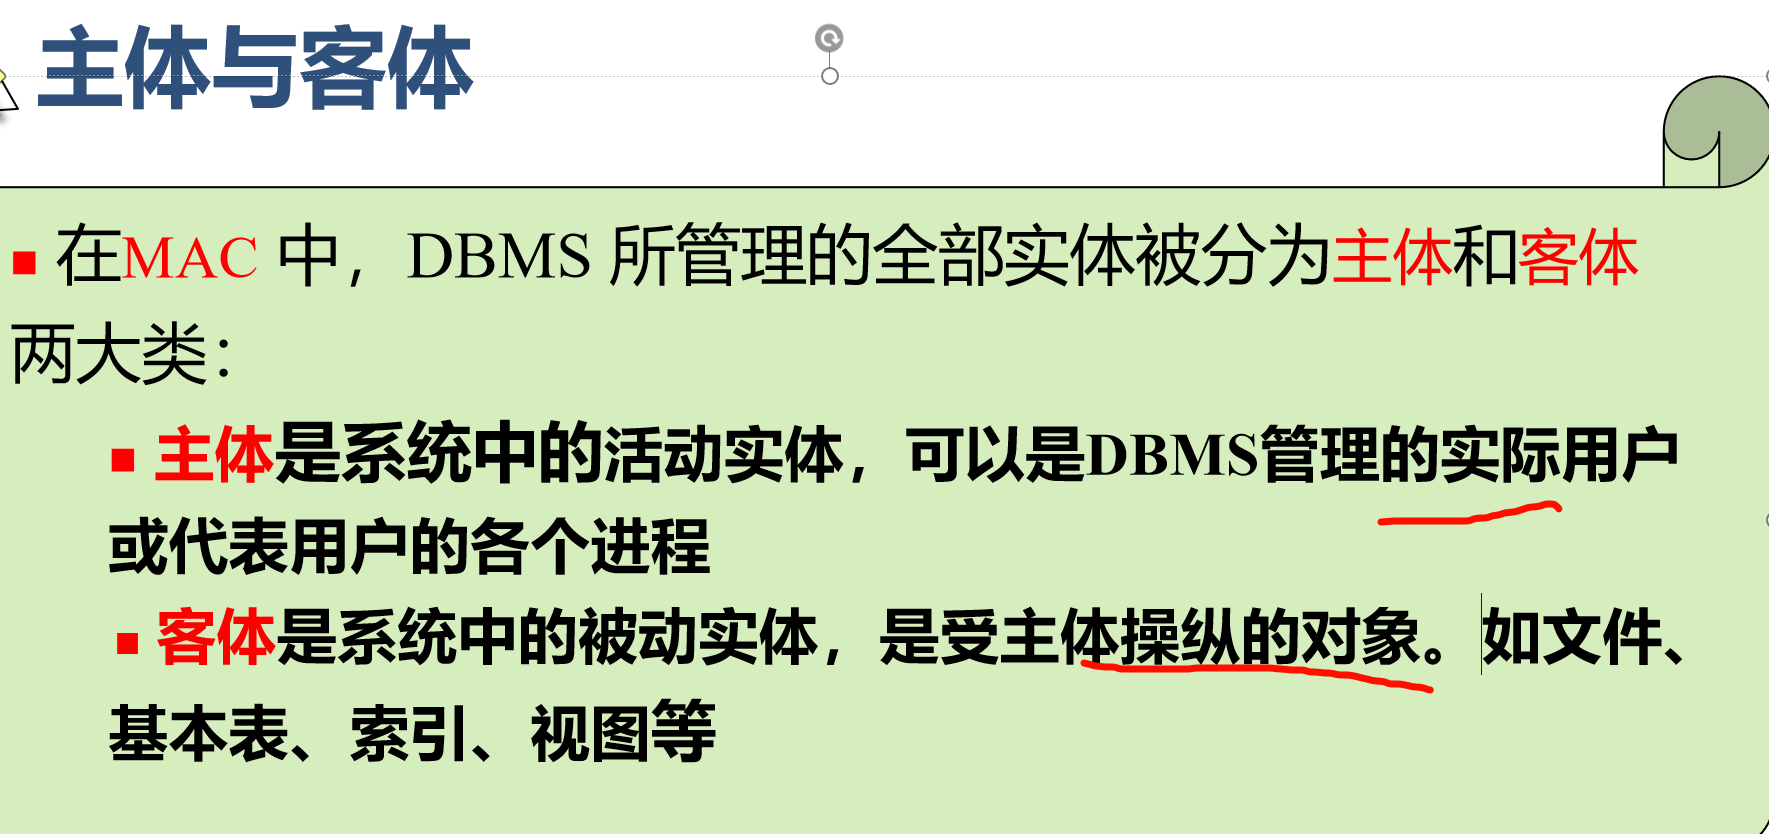 主体与客体
▪ 在MAC 中，DBMS 所管理的全部实体被分为主体和客体
两大类：
▪ 主体是系统中的活动实体，可以是DBMS管理的实际用户
或代表用户的各个进程
▪ 客体是系统中的被动实体，是受主体操纵的对象。如文件、
基本表、索引、视图等